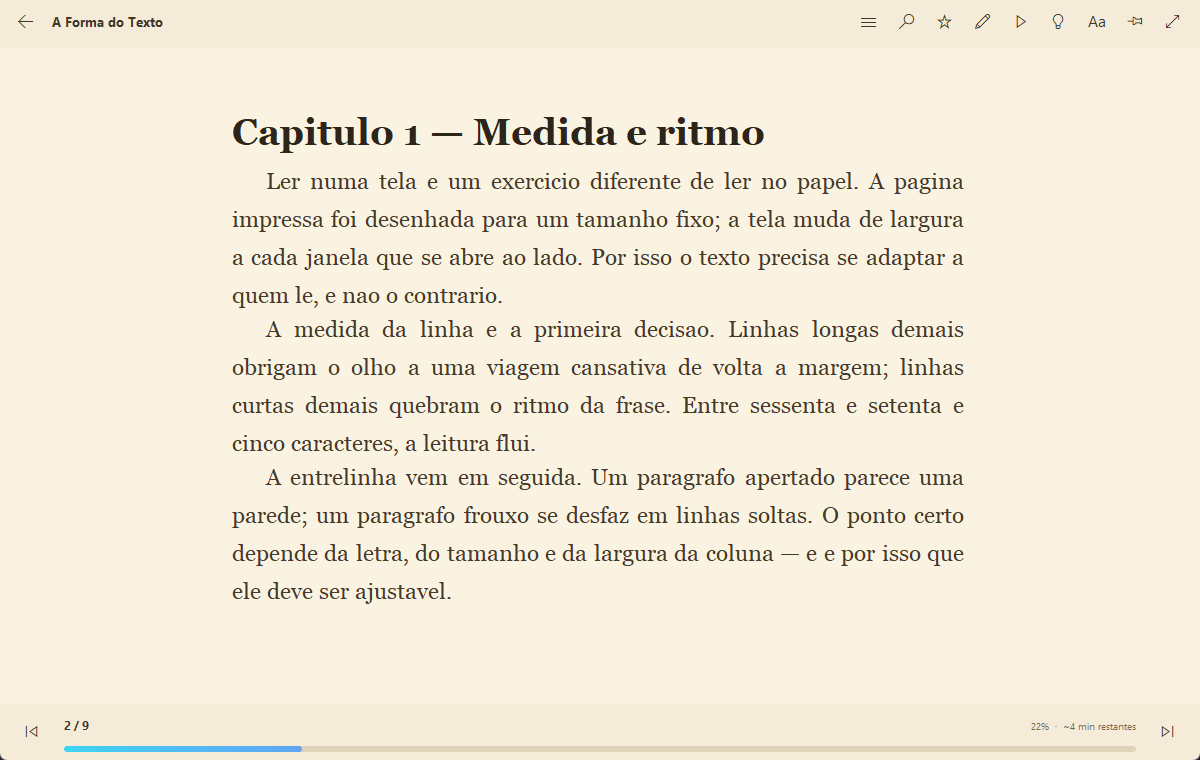 A Forma do Texto
Aa
Capitulo 1 — Medida e ritmo
Ler numa tela e um exercicio diferente de ler no papel. A pagina
impressa foi desenhada para um tamanho fixo; a tela muda de largura
a cada janela que se abre ao lado. Por isso o texto precisa se adaptar a
quem le, e nao o contrario.
A medida da linha e a primeira decisao. Linhas longas demais
obrigam o olho a uma viagem cansativa de volta a margem; linhas
curtas demais quebram o ritmo da frase. Entre sessenta e setenta e
cinco caracteres, a leitura flui.
A entrelinha vem em seguida. Um paragrafo apertado parece uma
parede; um paragrafo frouxo se desfaz em linhas soltas. O ponto certo
depende da letra, do tamanho e da largura da coluna — e e por isso que
ele deve ser ajustavel.
2 / 9
22% · ~4 min restantes